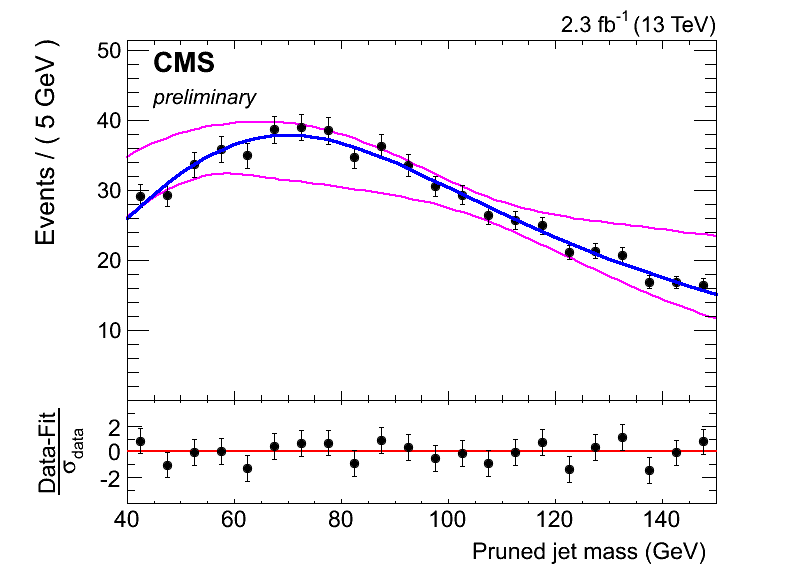 2.3 fb-1 (13 TeV)
CMS
preliminary
Events / ( 5 GeV )
50
40
30
20
10
Data-Fit
σdata
2
0
-2
40 60 80 100 120 140
Pruned jet mass (GeV)